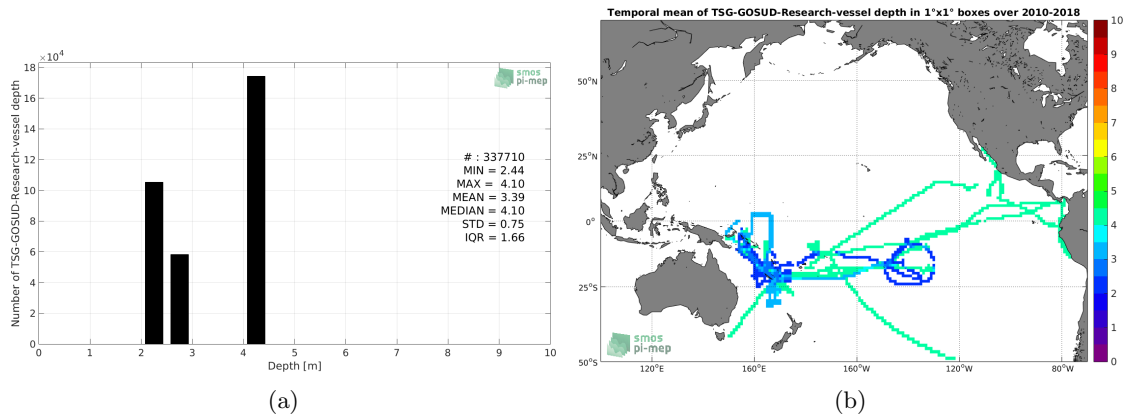 ×10⁴
18
16
14
12
10
8
6
4
2
0
Number of TSG-GOSUD-Research-vessel depth
smos
pi-mep
# : 337710
MIN = 2.44
MAX = 4.10
MEAN = 3.39
MEDIAN = 4.10
STD = 0.75
IQR = 1.66
0 1 2 3 4 5 6 7 8 9 10
Depth [m]
(a)
Temporal mean of TSG-GOSUD-Research-vessel depth in 1°x1° boxes over 2010-2018
50°N
25°N
0°
25°S
50°S
120°E 160°E 160°W 120°W 80°W
smos
pi-mep
10
9
8
7
6
5
4
3
2
1
0
(b)